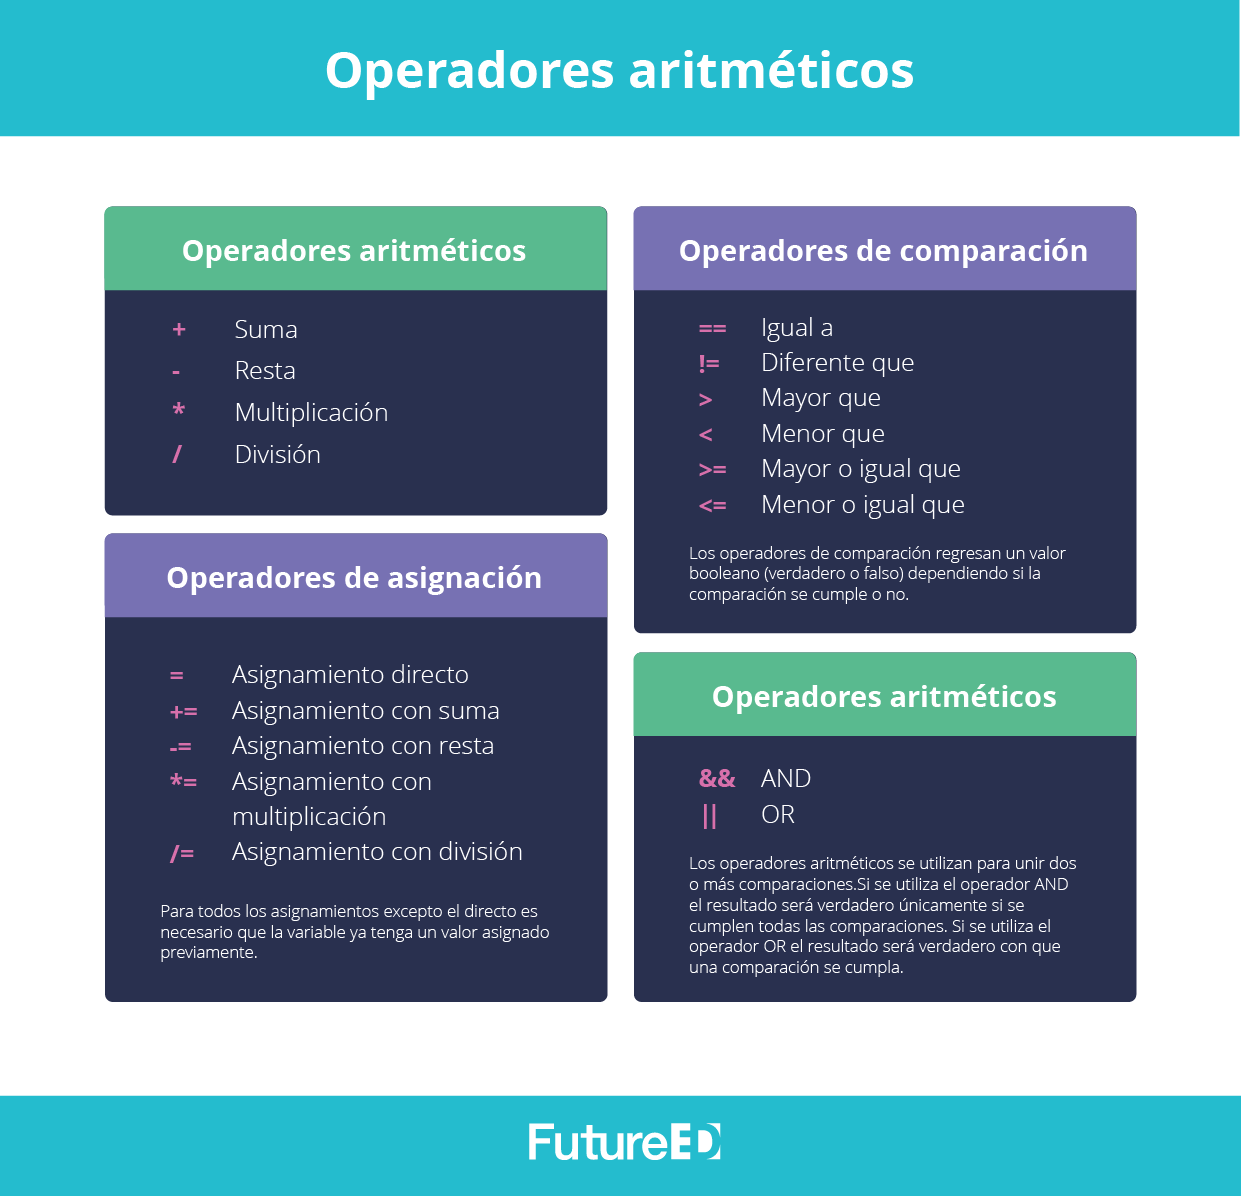 Operadores aritméticos
Operadores aritméticos
+ Suma
- Resta
* Multiplicación
/ División
Operadores de asignación
= Asignamiento directo
+= Asignamiento con suma
-= Asignamiento con resta
*= Asignamiento con
multiplicación
/= Asignamiento con división
Para todos los asignamientos excepto el directo es
necesario que la variable ya tenga un valor asignado
previamente.
Operadores de comparación
== Igual a
!= Diferente que
> Mayor que
< Menor que
>= Mayor o igual que
<= Menor o igual que
Los operadores de comparación regresan un valor
booleano (verdadero o falso) dependiendo si la
comparación se cumple o no.
Operadores aritméticos
&& AND
|| OR
Los operadores aritméticos se utilizan para unir dos
o más comparaciones.Si se utiliza el operador AND
el resultado será verdadero únicamente si se
cumplen todas las comparaciones. Si se utiliza el
operador OR el resultado será verdadero con que
una comparación se cumpla.
FutureED